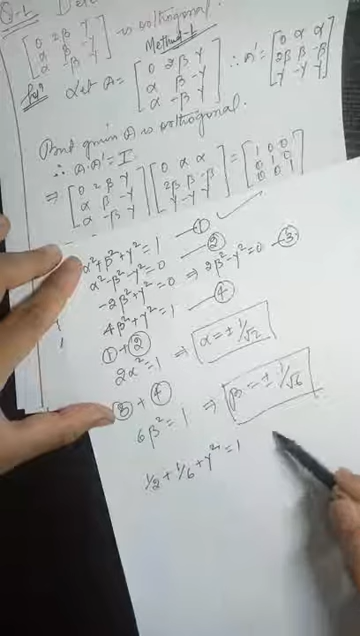 Q-1
[0 2β γ
α β -γ
α -β γ] is orthogonal.
Method-1
Solⁿ Let A = [0 2β γ
α β -γ
α -β γ] ∴ A' = [0 α α
2β β -β
γ -γ γ]
And given A is orthogonal.
∴ A·A' = I
⇒ [0 2β γ
α β -γ
α -β γ] [0 α α
2β β -β
γ -γ γ] = [1 0 0
0 1 0
0 0 1]
α²+β²+γ²=1 —①
α²-β²-γ²=0 —②
-2β²+γ²=0 ⇒ 2β²-γ²=0 —③
4β²+γ²=1 —④
①+②
2α²=1 ⇒ α=±1/√2
③+④
6β²=1 ⇒ β=±1/√6
1/2+1/6+γ²=1